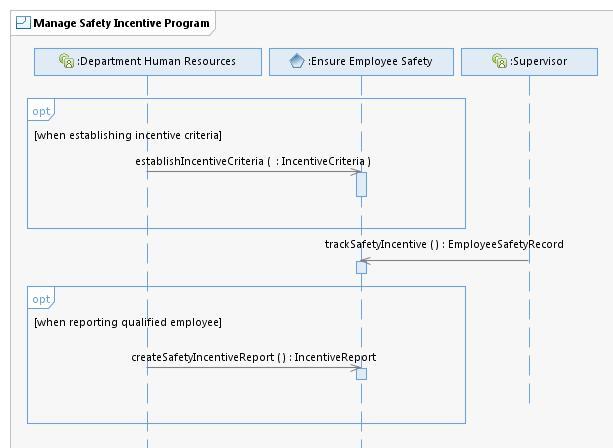 Manage Safety Incentive Program
:Department Human Resources
:Ensure Employee Safety
:Supervisor
opt
[when establishing incentive criteria]
establishIncentiveCriteria ( : IncentiveCriteria )
trackSafetyIncentive ( ) : EmployeeSafetyRecord
opt
[when reporting qualified employee]
createSafetyIncentiveReport ( ) : IncentiveReport